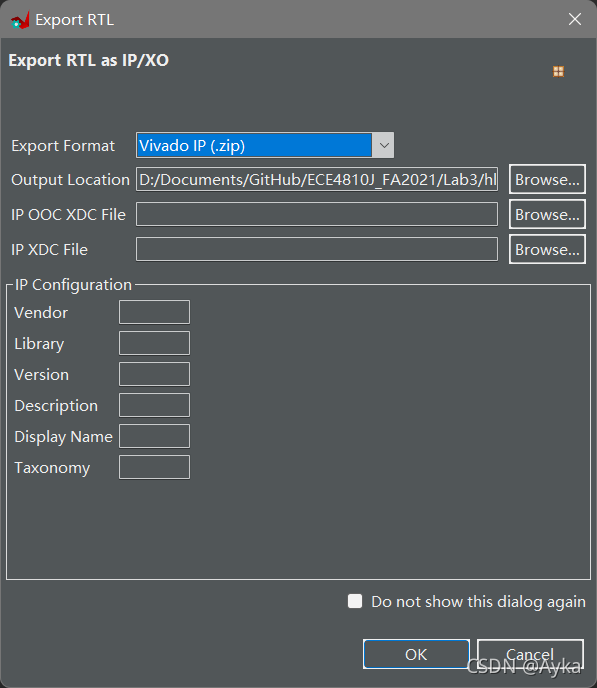 Export RTL
Export RTL as IP/XO
Export Format Vivado IP (.zip)
Output Location D:/Documents/GitHub/ECE4810J_FA2021/Lab3/hl Browse...
IP OOC XDC File Browse...
IP XDC File Browse...
IP Configuration
Vendor
Library
Version
Description
Display Name
Taxonomy
Do not show this dialog again
OK Cancel
CSDN @Ayka